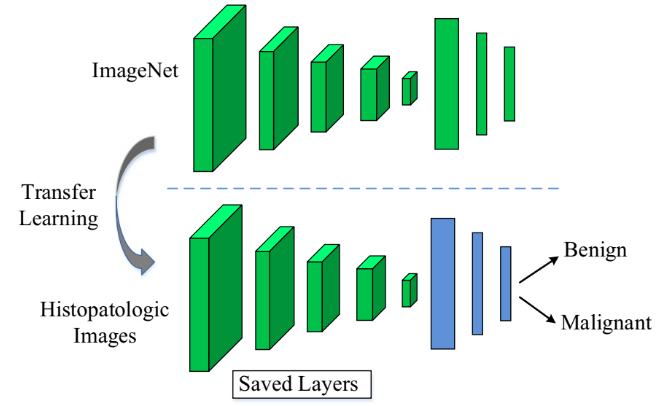 ImageNet
Transfer
Learning
Histopatologic
Images
Benign
Malignant
Saved Layers